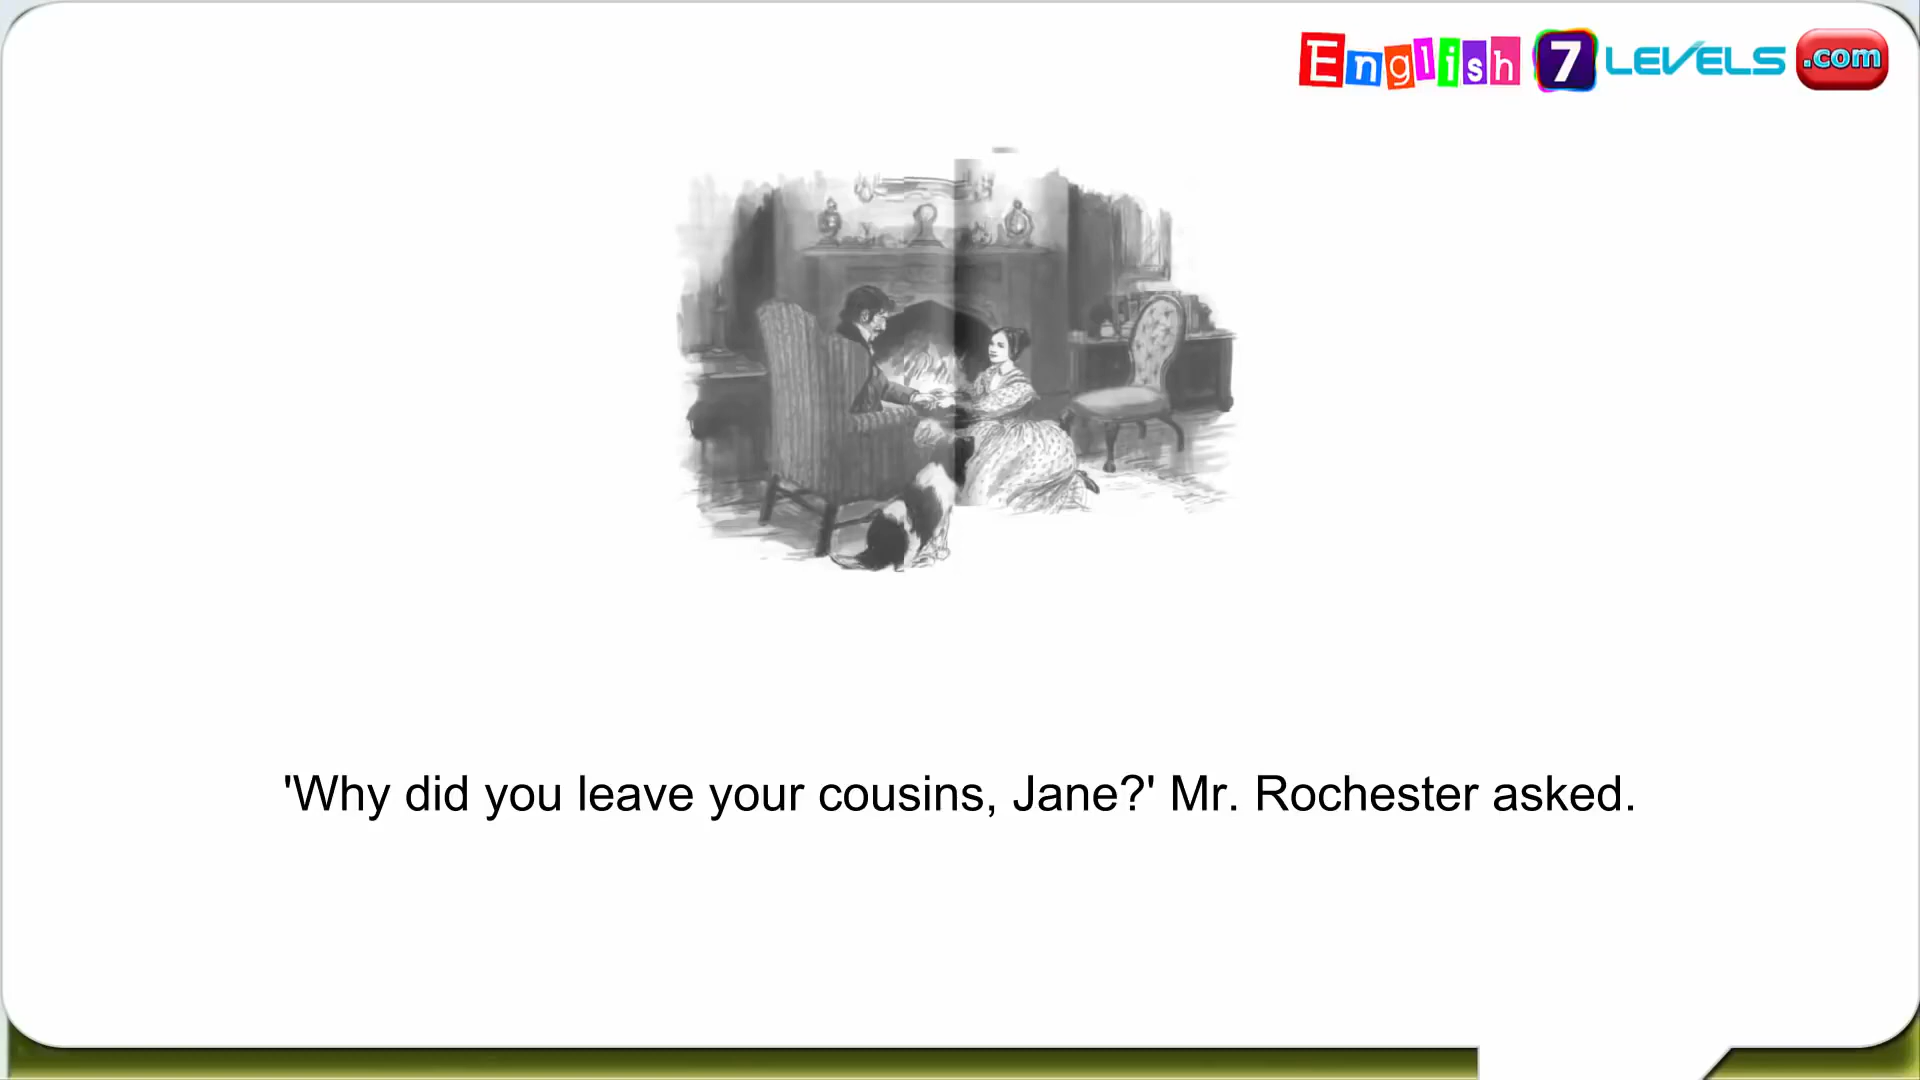 English 7 LEVELS .com
'Why did you leave your cousins, Jane?' Mr. Rochester asked.